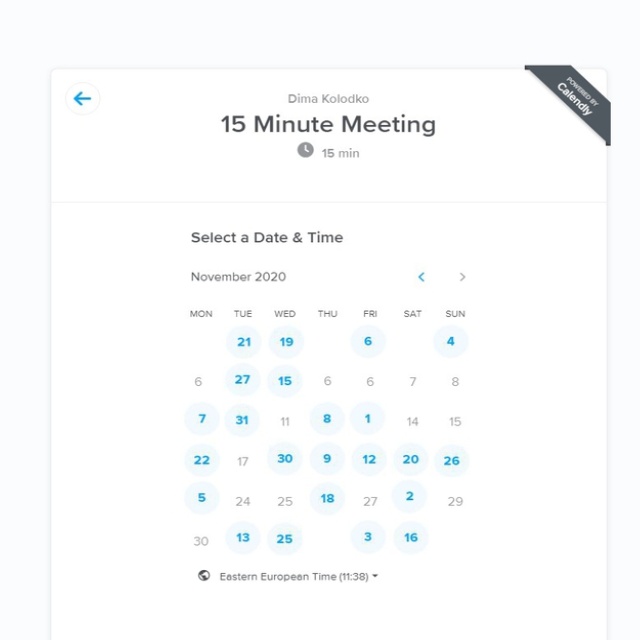 POWERED BY
Calendly
Dima Kolodko
15 Minute Meeting
15 min
Select a Date & Time
November 2020
MON TUE WED THU FRI SAT SUN
21 19 6 4
6 27 15 6 6 7 8
7 31 11 8 1 14 15
22 17 30 9 12 20 26
5 24 25 18 27 2 29
30 13 25 3 16
Eastern European Time (11:38)